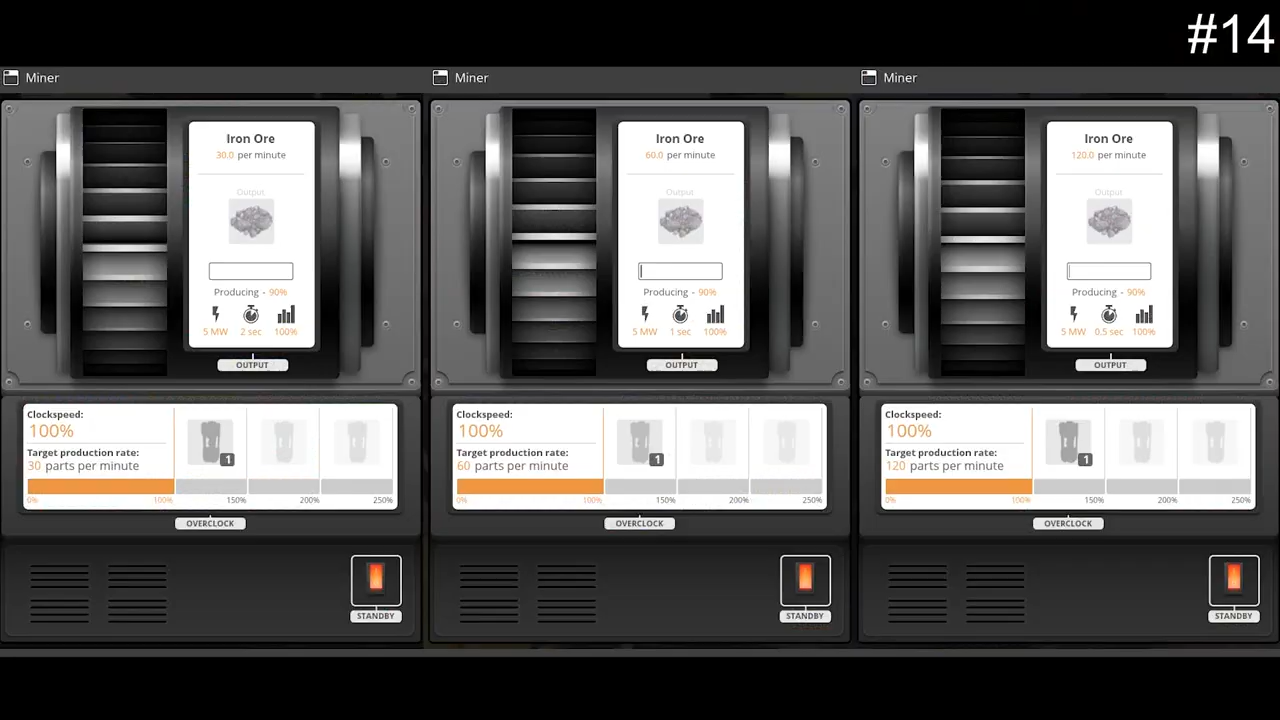 #14
Miner
Iron Ore
30.0 per minute
Output
Producing - 90%
5 MW 2 sec 100%
OUTPUT
Clockspeed:
100%
Target production rate:
30 parts per minute
1
0% 100% 150% 200% 250%
OVERCLOCK
STANDBY
Miner
Iron Ore
60.0 per minute
Output
Producing - 90%
5 MW 1 sec 100%
OUTPUT
Clockspeed:
100%
Target production rate:
60 parts per minute
1
0% 100% 150% 200% 250%
OVERCLOCK
STANDBY
Miner
Iron Ore
120.0 per minute
Output
Producing - 90%
5 MW 0.5 sec 100%
OUTPUT
Clockspeed:
100%
Target production rate:
120 parts per minute
1
0% 100% 150% 200% 250%
OVERCLOCK
STANDBY